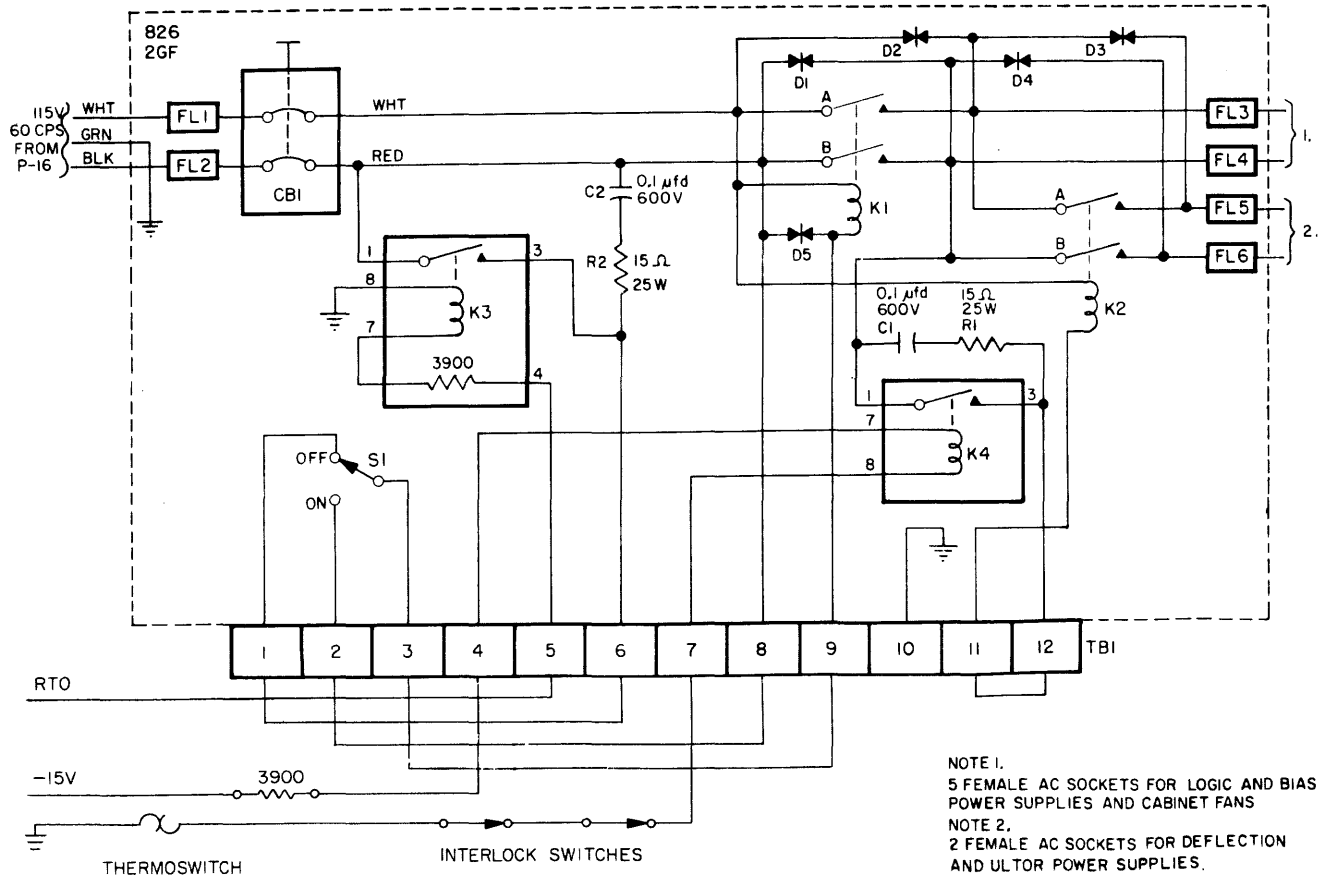 826
2GF
115V
60 CPS
FROM
P-16
WHT
GRN
BLK
FL1
FL2
CB1
WHT
RED
D2
D3
D1
D4
A
B
FL3
FL4
1.
K1
D5
A
B
FL5
FL6
2.
K2
C2
0.1 µfd
600V
R2
15Ω
25W
1
3
8
K3
7
3900
4
0.1 µfd
600V
C1
15Ω
25W
R1
1
3
7
K4
8
OFF
S1
ON
1 2 3 4 5 6 7 8 9 10 11 12
TB1
RTO
-15V
3900
THERMOSWITCH
INTERLOCK SWITCHES
NOTE 1.
5 FEMALE AC SOCKETS FOR LOGIC AND BIAS
POWER SUPPLIES AND CABINET FANS
NOTE 2.
2 FEMALE AC SOCKETS FOR DEFLECTION
AND ULTOR POWER SUPPLIES.